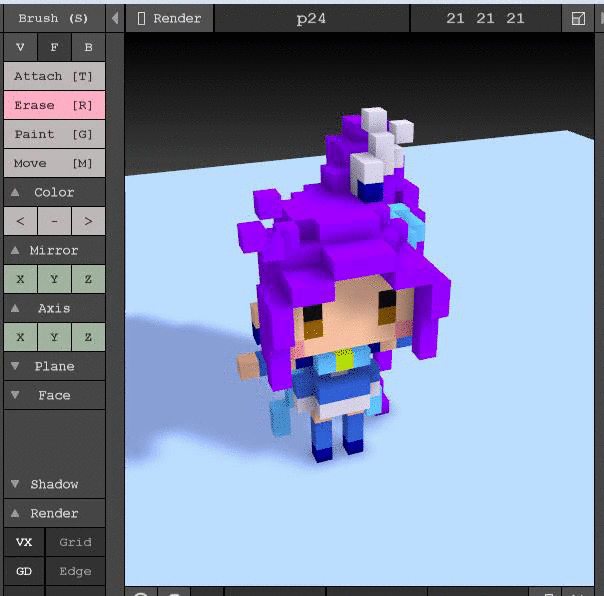 Brush (S)
Render
p24
21 21 21
V F B
Attach [T]
Erase [R]
Paint [G]
Move [M]
Color
< - >
Mirror
X Y Z
Axis
X Y Z
Plane
Face
Shadow
Render
VX Grid
GD Edge